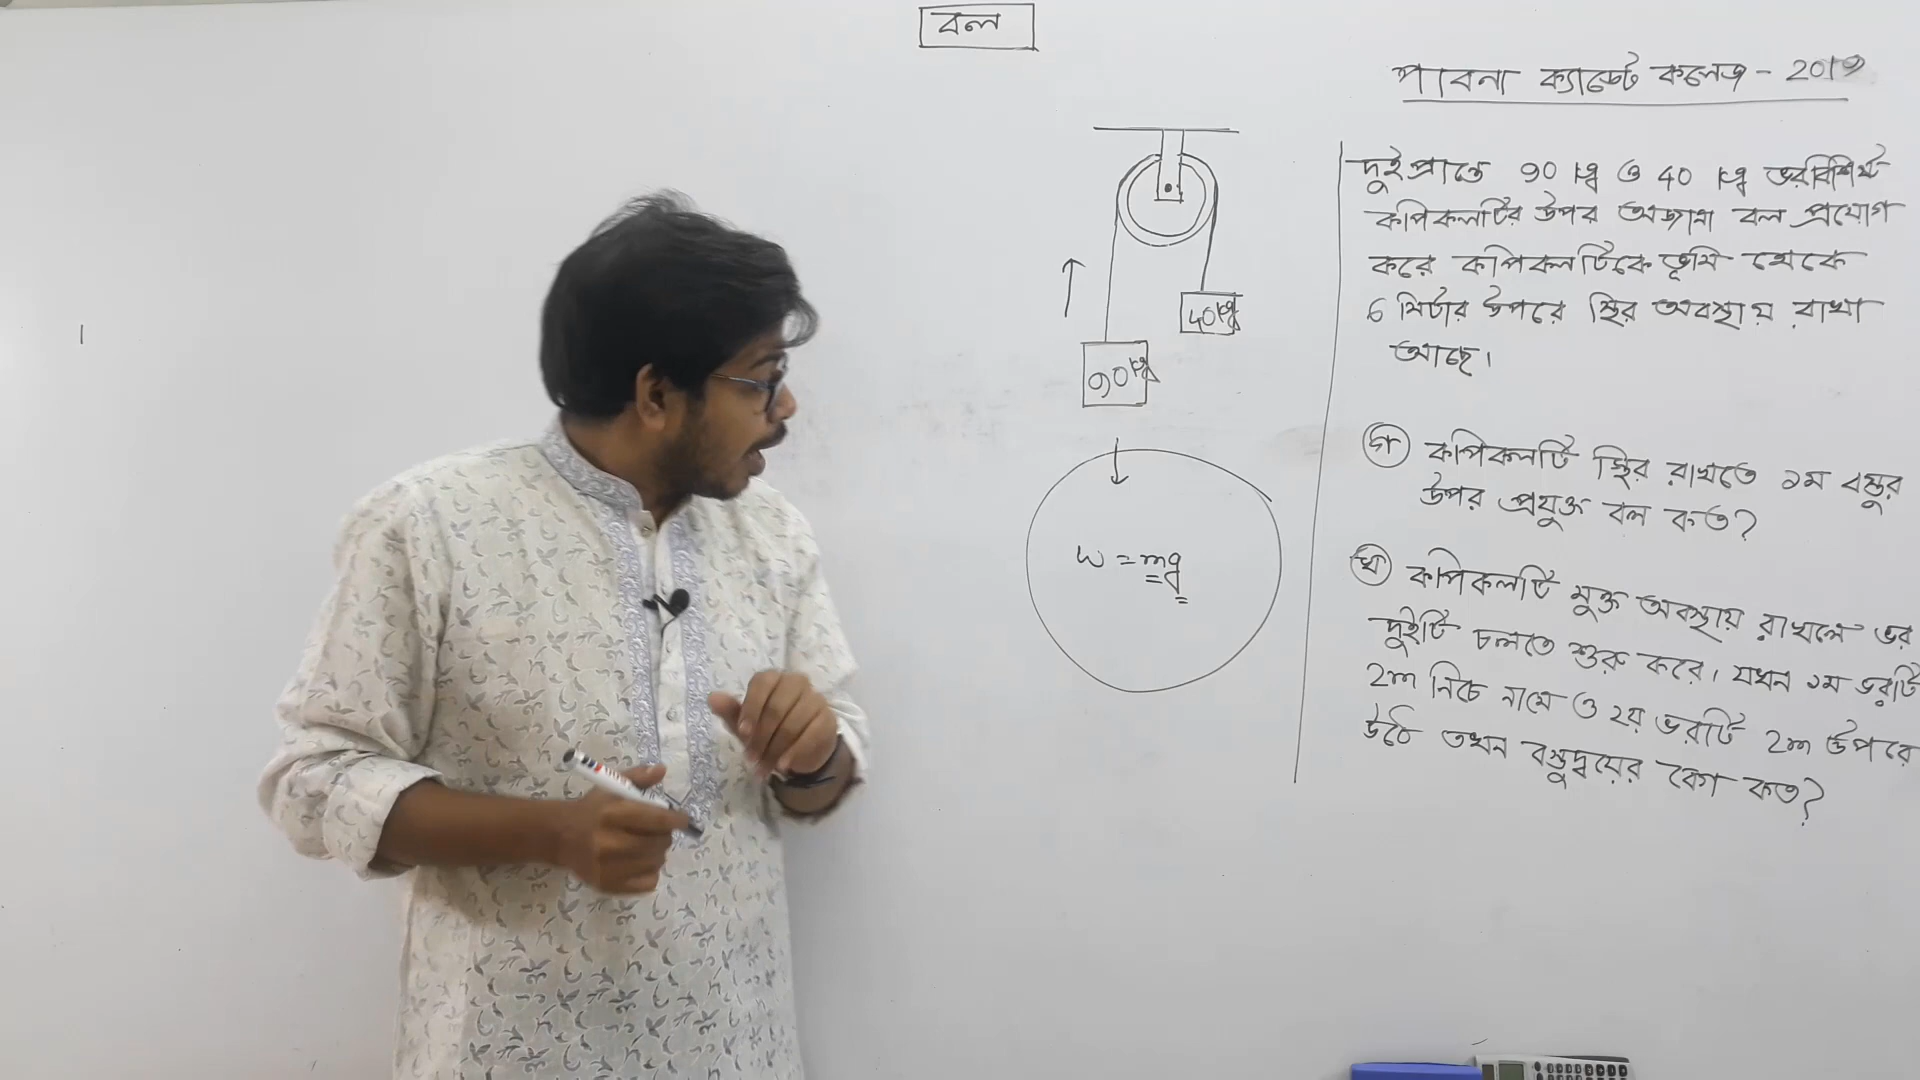 বল
পাবনা ক্যাডেট কলেজ - 2019
দুইপ্রান্তে 90 kg ও 40 kg ভরবিশিষ্ট
কপিকলটির উপর অজানা বল প্রয়োগ
করে কপিকলটিকে ভূমি থেকে
6 মিটার উপরে স্থির অবস্থায় রাখা
আছে।
গ কপিকলটি স্থির রাখতে ১ম বস্তুর
উপর প্রযুক্ত বল কত?
ঘ কপিকলটি মুক্ত অবস্থায় রাখলে ভর
দুইটি চলতে শুরু করে। যখন ১ম ভরটি
2m নিচে নামে ও ২য় ভরটি 2m উপরে
উঠে তখন বস্তুদ্বয়ের বেগ কত?
40kg
90kg
w = mg